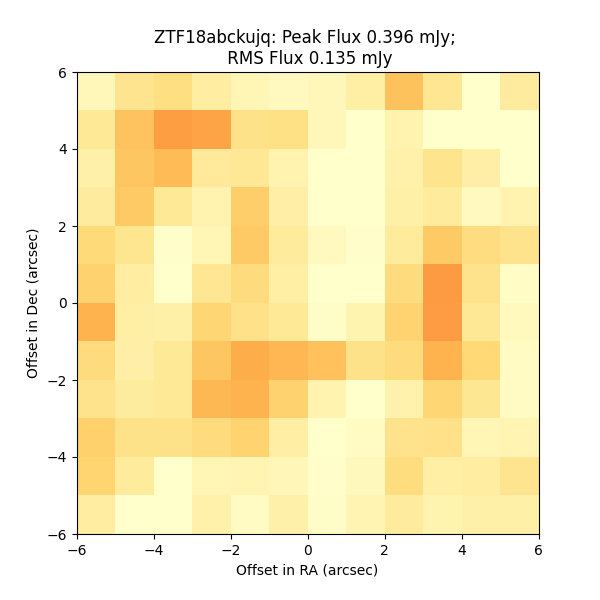 ZTF18abckujq: Peak Flux 0.396 mJy;
RMS Flux 0.135 mJy
6
4
2
0
−2
−4
−6
Offset in Dec (arcsec)
−6 −4 −2 0 2 4 6
Offset in RA (arcsec)